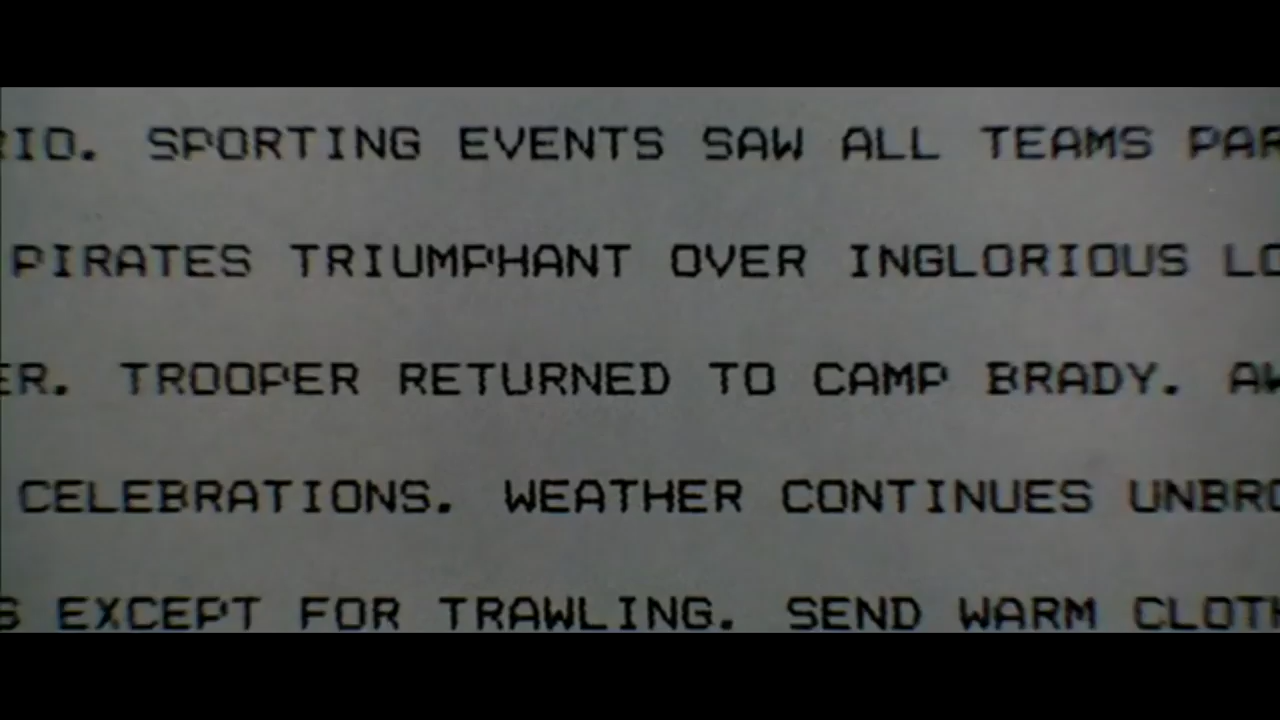 SPORTING EVENTS SAW ALL TEAMS
PIRATES TRIUMPHANT OVER INGLORIOUS
TROOPER RETURNED TO CAMP BRADY.
CELEBRATIONS. WEATHER CONTINUES
EXCEPT FOR TRAWLING. SEND WARM